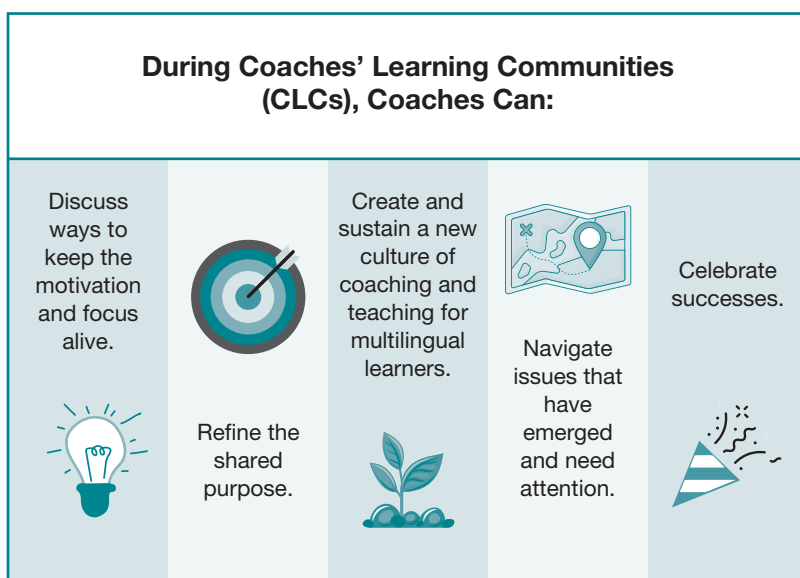 During Coaches’ Learning Communities
(CLCs), Coaches Can:
Discuss
ways to
keep the
motivation
and focus
alive.
Refine the
shared
purpose.
Create and
sustain a new
culture of
coaching and
teaching for
multilingual
learners.
Navigate
issues that
have
emerged
and need
attention.
Celebrate
successes.